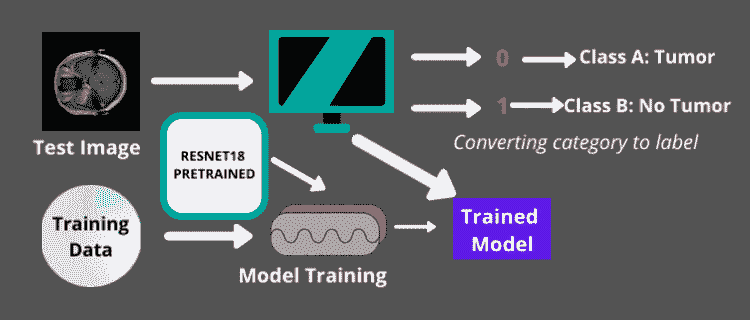 0
Class A: Tumor
1
Class B: No Tumor
Test Image
Converting category to label
RESNET18
PRETRAINED
Training
Data
Trained
Model
Model Training